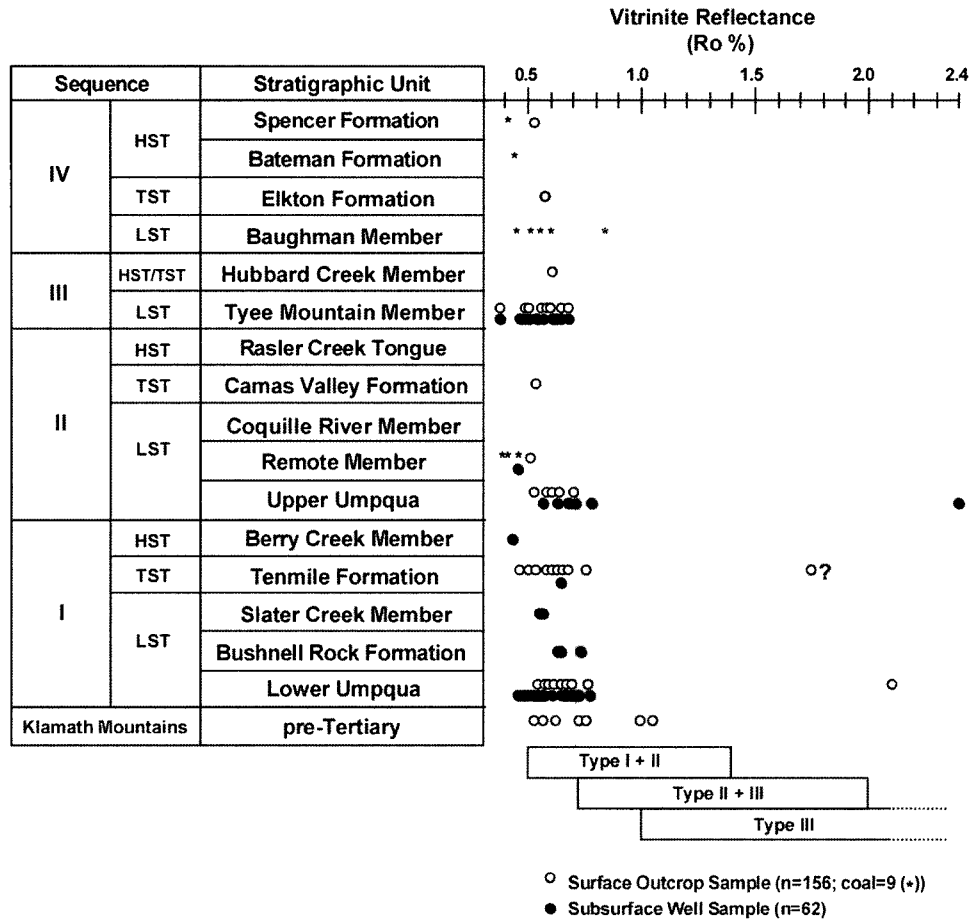 Vitrinite Reflectance
(Ro %)
Sequence Stratigraphic Unit 0.5 1.0 1.5 2.0 2.4
IV HST Spencer Formation * 
Bateman Formation *
TST Elkton Formation
LST Baughman Member * * * * *
III HST/TST Hubbard Creek Member
LST Tyee Mountain Member
II HST Rasler Creek Tongue
TST Camas Valley Formation
LST Coquille River Member
Remote Member * * *
Upper Umpqua
I HST Berry Creek Member
TST Tenmile Formation ?
LST Slater Creek Member
Bushnell Rock Formation
Lower Umpqua
Klamath Mountains pre-Tertiary
Type I + II
Type II + III
Type III
Surface Outcrop Sample (n=156; coal=9 (*))
Subsurface Well Sample (n=62)